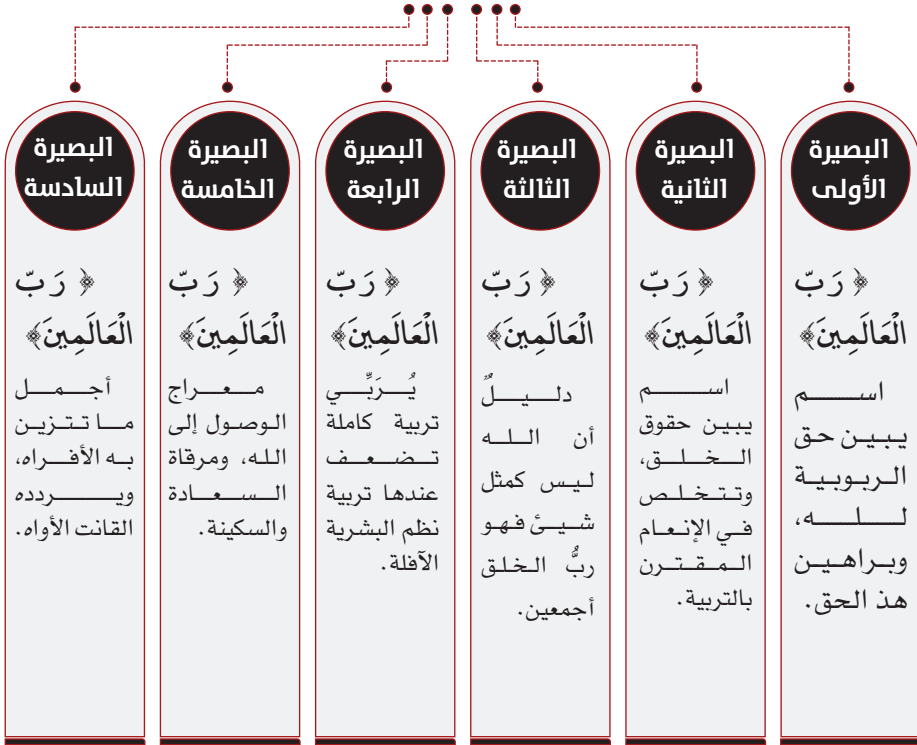 البصيرة
الأولى
﴿ رَبّ
الْعَالَمِينَ﴾
اسم
يبين حق
الربوبية
لله،
وبراهين
هذ الحق.
البصيرة
الثانية
﴿ رَبّ
الْعَالَمِينَ﴾
اسم
يبين حقوق
الخلق،
وتتخلص
في الإنعام
المقترن
بالتربية.
البصيرة
الثالثة
﴿ رَبّ
الْعَالَمِينَ﴾
دليلٌ
أن الله
ليس كمثل
شيئ فهو
ربُّ الخلق
أجمعين.
البصيرة
الرابعة
﴿ رَبّ
الْعَالَمِينَ﴾
يُرَبِّي
تربية كاملة
تضعف
عندها تربية
نظم البشرية
الآفلة.
البصيرة
الخامسة
﴿ رَبّ
الْعَالَمِينَ﴾
معراج
الوصول إلى
الله، ومرقاة
السعادة
والسكينة.
البصيرة
السادسة
﴿ رَبّ
الْعَالَمِينَ﴾
أجمل
ما تتزين
به الأفراه،
ويردده
القانت الأواه.